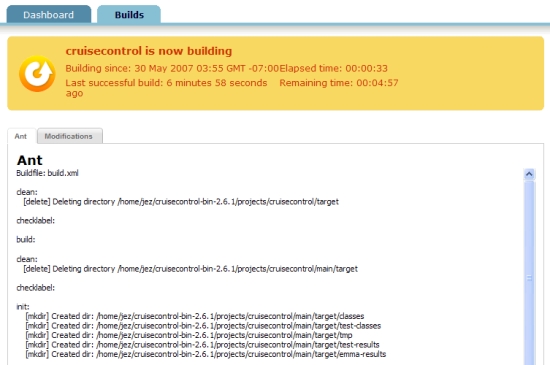 Dashboard
Builds
cruisecontrol is now building
Building since: 30 May 2007 03:55 GMT -07:00 Elapsed time: 00:00:33
Last successful build: 6 minutes 58 seconds ago Remaining time: 00:04:57
Ant
Modifications
Ant
Buildfile: build.xml
clean:
[delete] Deleting directory /home/jez/cruisecontrol-bin-2.6.1/projects/cruisecontrol/target
checklabel:
build:
clean:
[delete] Deleting directory /home/jez/cruisecontrol-bin-2.6.1/projects/cruisecontrol/main/target
checklabel:
init:
[mkdir] Created dir: /home/jez/cruisecontrol-bin-2.6.1/projects/cruisecontrol/main/target/classes
[mkdir] Created dir: /home/jez/cruisecontrol-bin-2.6.1/projects/cruisecontrol/main/target/test-classes
[mkdir] Created dir: /home/jez/cruisecontrol-bin-2.6.1/projects/cruisecontrol/main/target/tmp
[mkdir] Created dir: /home/jez/cruisecontrol-bin-2.6.1/projects/cruisecontrol/main/target/test-results
[mkdir] Created dir: /home/jez/cruisecontrol-bin-2.6.1/projects/cruisecontrol/main/target/emma-results